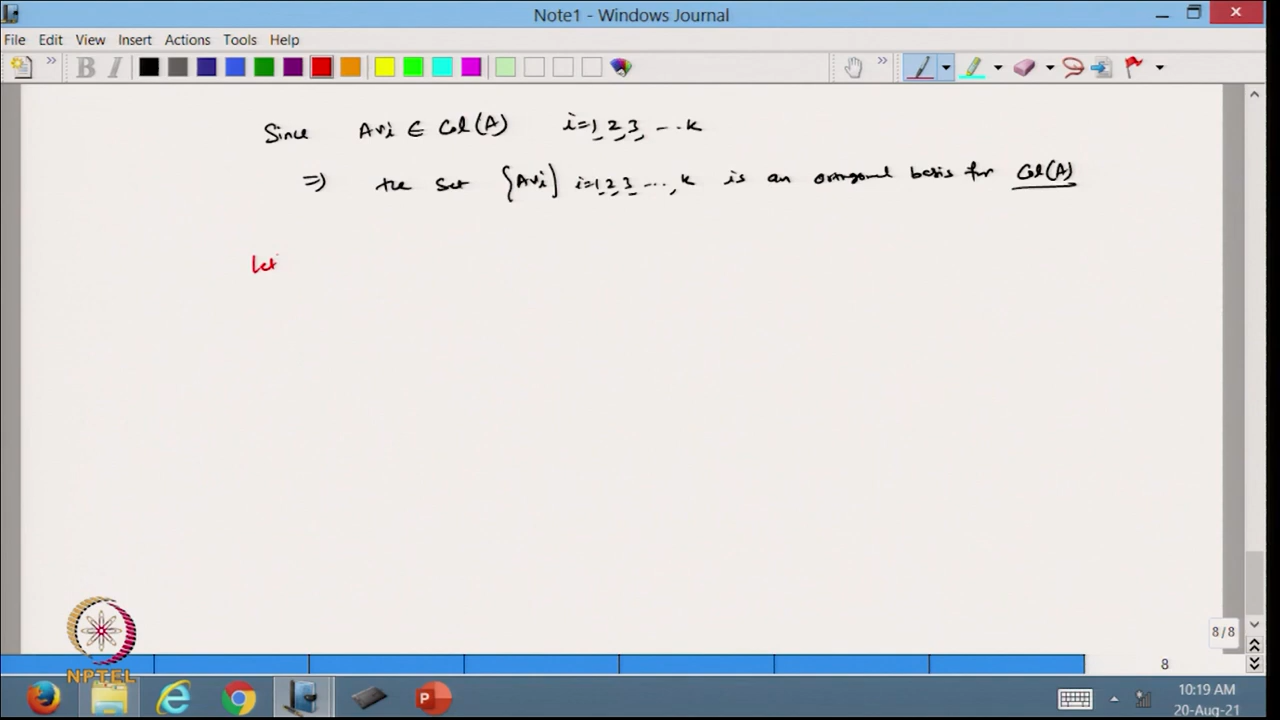 Note1 - Windows Journal
File Edit View Insert Actions Tools Help
Since Avi ∈ Col(A) i=1, 2, 3, ... k
=> the set {Avi} i=1, 2, 3, ..., k is an orthogonal basis for Col(A)
let
8 / 8
NPTEL
8
10:19 AM
20-Aug-21